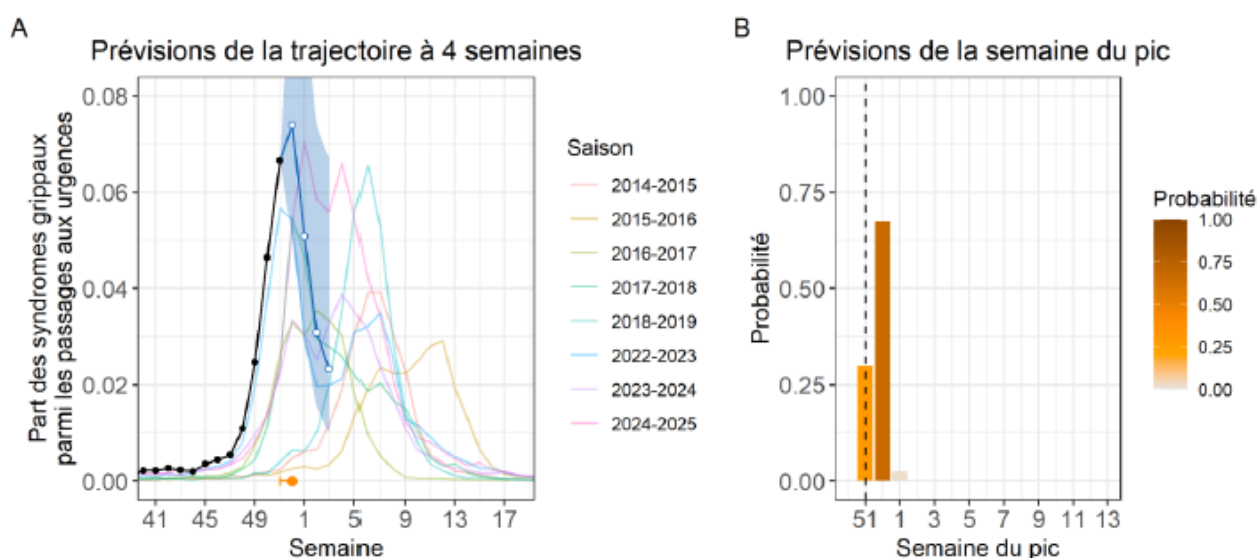 A
Prévisions de la trajectoire à 4 semaines
Part des syndromes grippaux
parmi les passages aux urgences
0.08
0.06
0.04
0.02
0.00
41 45 49 1 5 9 13 17
Semaine
Saison
2014-2015
2015-2016
2016-2017
2017-2018
2018-2019
2022-2023
2023-2024
2024-2025
B
Prévisions de la semaine du pic
Probabilité
1.00
0.75
0.50
0.25
0.00
51 1 3 5 7 9 11 13
Semaine du pic
Probabilité
1.00
0.75
0.50
0.25
0.00